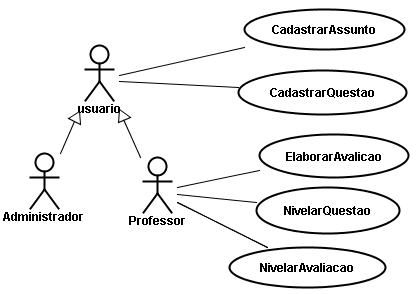 CadastrarAssunto
usuario
CadastrarQuestao
ElaborarAvalicao
Administrador
Professor
NivelarQuestao
NivelarAvaliacao